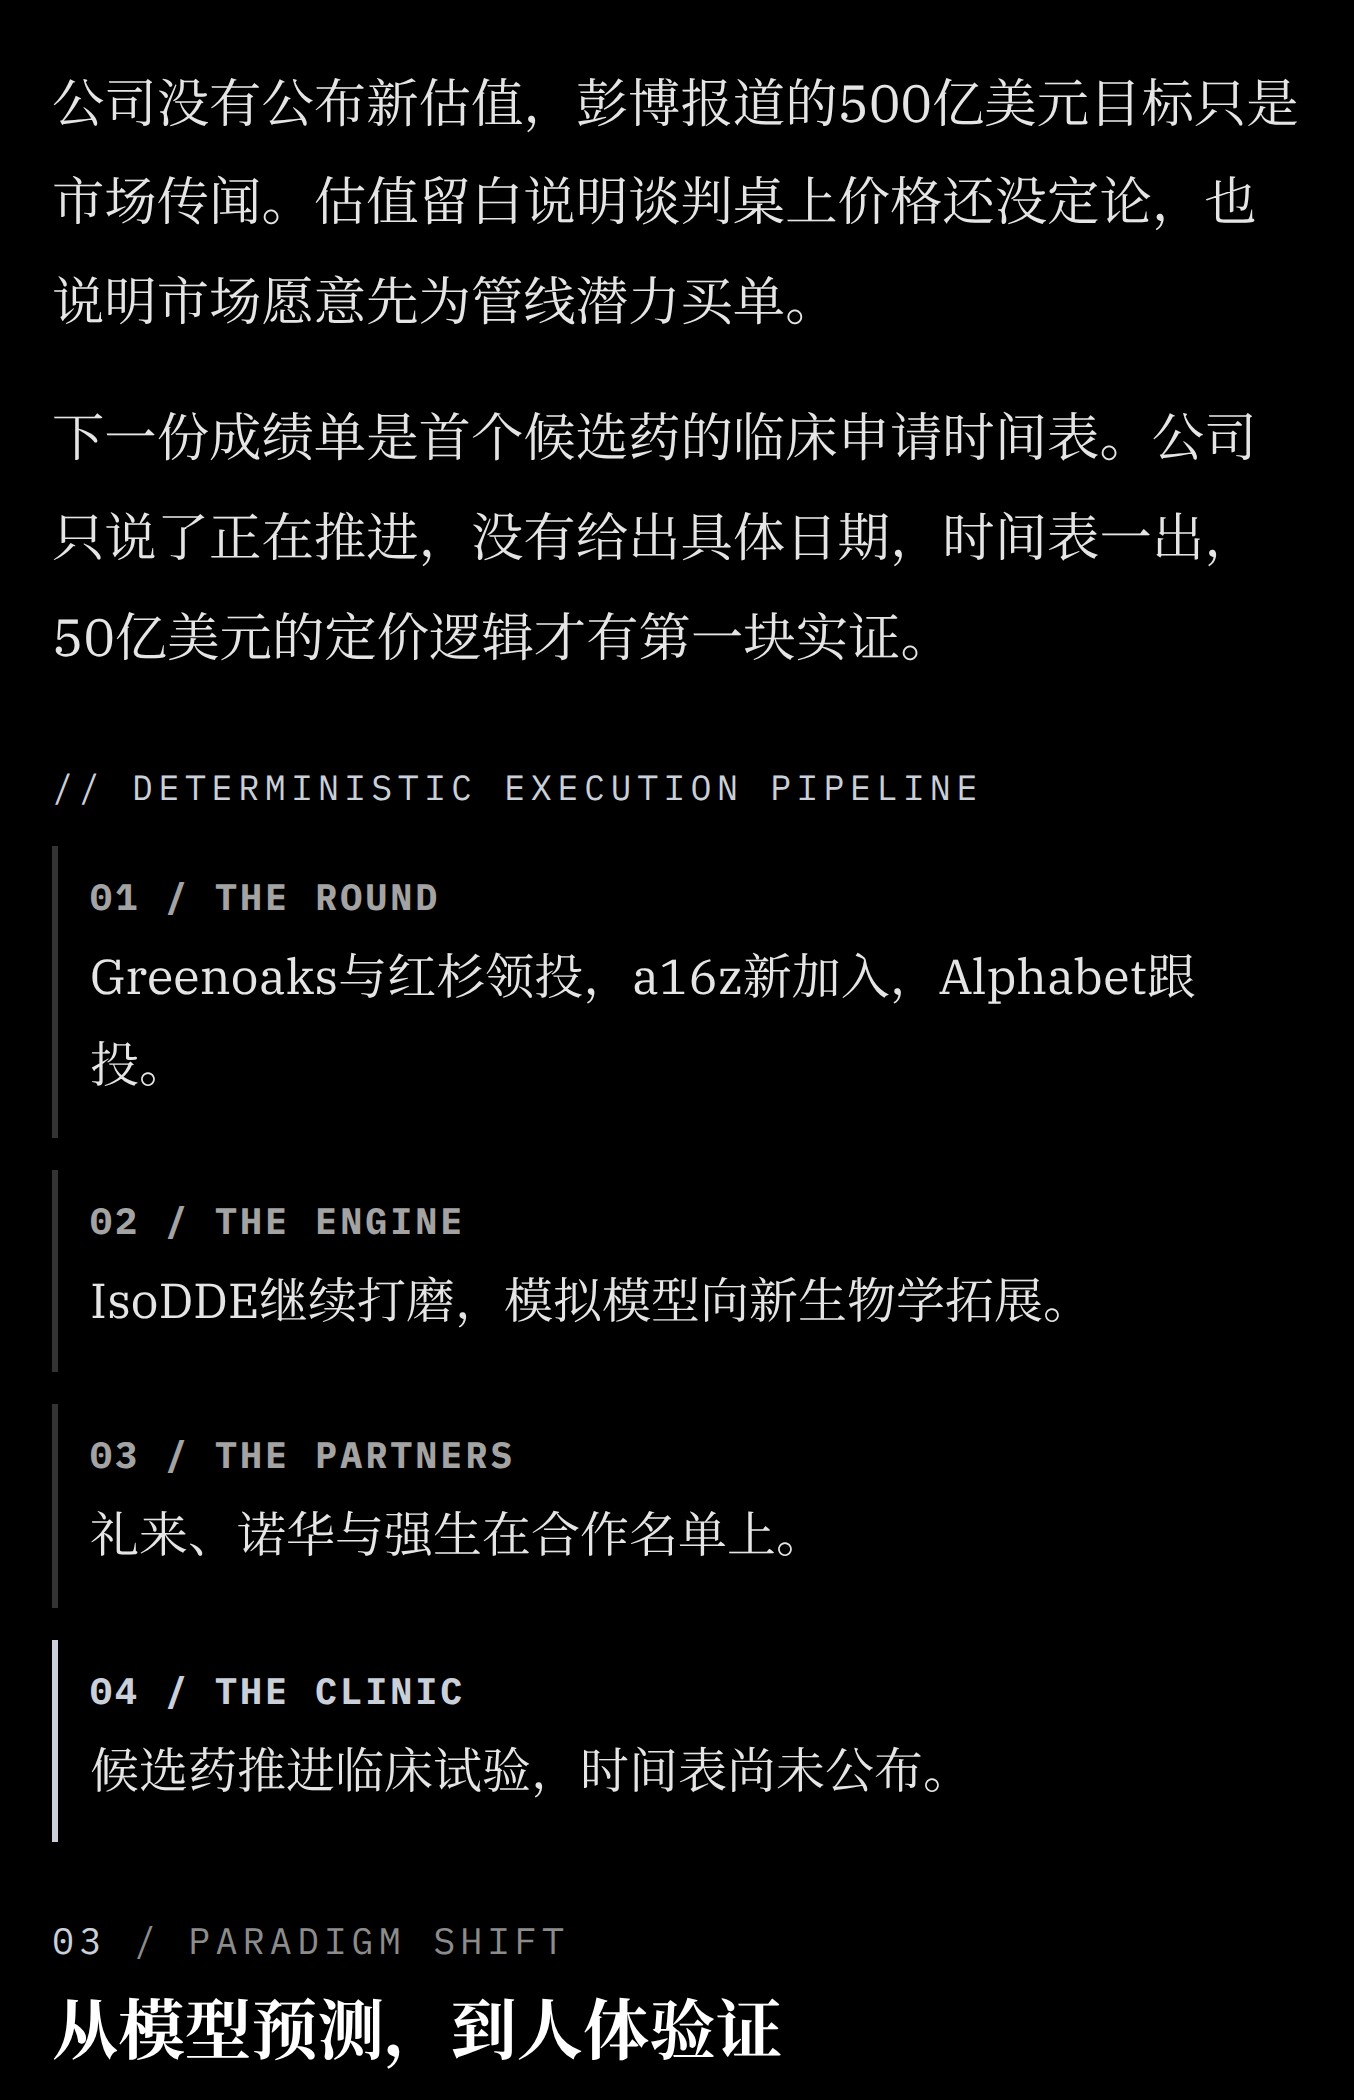 公司没有公布新估值，彭博报道的500亿美元目标只是
市场传闻。估值留白说明谈判桌上价格还没定论，也
说明市场愿意先为管线潜力买单。
下一份成绩单是首个候选药的临床申请时间表。公司
只说了正在推进，没有给出具体日期，时间表一出，
50亿美元的定价逻辑才有第一块实证。
// DETERMINISTIC EXECUTION PIPELINE
01 / THE ROUND
Greenoaks与红杉领投，a16z新加入，Alphabet跟
投。
02 / THE ENGINE
IsoDDE继续打磨，模拟模型向新生物学拓展。
03 / THE PARTNERS
礼来、诺华与强生在合作名单上。
04 / THE CLINIC
候选药推进临床试验，时间表尚未公布。
03 / PARADIGM SHIFT
从模型预测，到人体验证